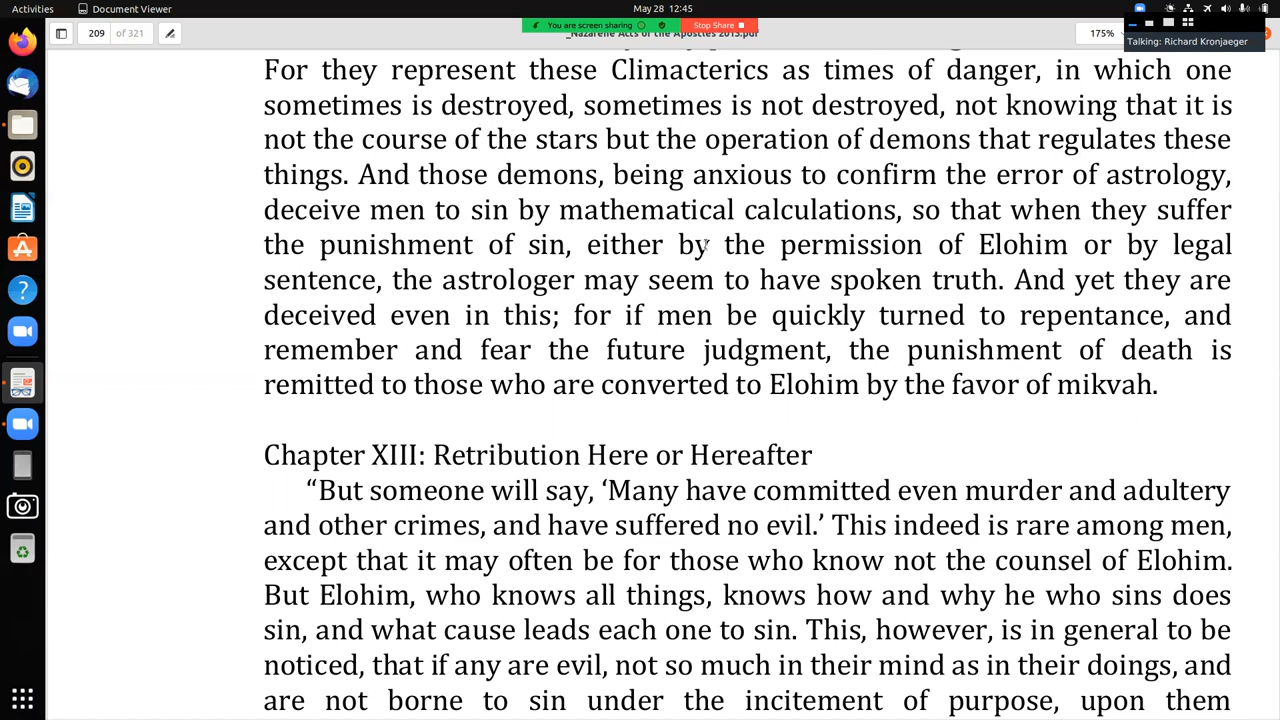 Activities
Document Viewer
May 28 12:45
You are screen sharing
Stop Share
209
of 321
_Nazarene Acts of the Apostles 2015.pdf
175%
Talking: Richard Kronjaeger
For they represent these Climacterics as times of danger, in which one
sometimes is destroyed, sometimes is not destroyed, not knowing that it is
not the course of the stars but the operation of demons that regulates these
things. And those demons, being anxious to confirm the error of astrology,
deceive men to sin by mathematical calculations, so that when they suffer
the punishment of sin, either by the permission of Elohim or by legal
sentence, the astrologer may seem to have spoken truth. And yet they are
deceived even in this; for if men be quickly turned to repentance, and
remember and fear the future judgment, the punishment of death is
remitted to those who are converted to Elohim by the favor of mikvah.
Chapter XIII: Retribution Here or Hereafter
“But someone will say, ‘Many have committed even murder and adultery
and other crimes, and have suffered no evil.’ This indeed is rare among men,
except that it may often be for those who know not the counsel of Elohim.
But Elohim, who knows all things, knows how and why he who sins does
sin, and what cause leads each one to sin. This, however, is in general to be
noticed, that if any are evil, not so much in their mind as in their doings, and
are not borne to sin under the incitement of purpose, upon them